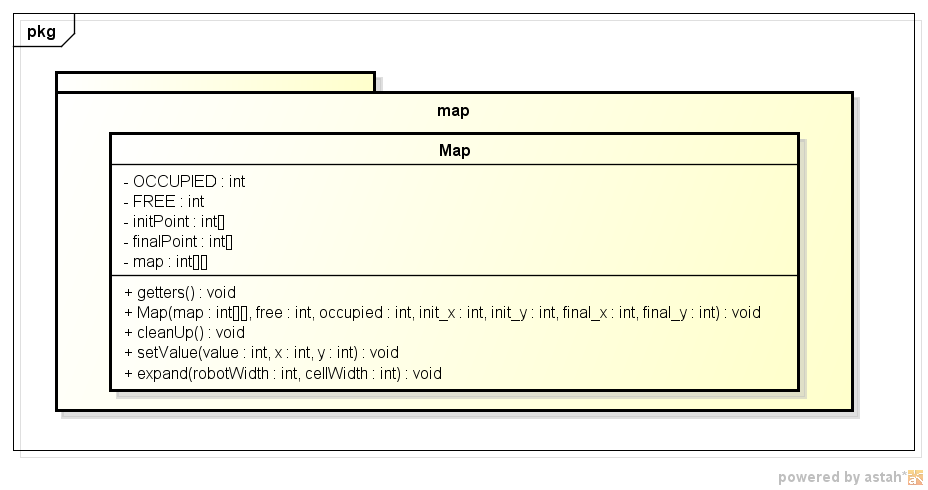 pkg
map
Map
- OCCUPIED : int
- FREE : int
- initPoint : int[]
- finalPoint : int[]
- map : int[][]
+ getters() : void
+ Map(map : int[][], free : int, occupied : int, init_x : int, init_y : int, final_x : int, final_y : int) : void
+ cleanUp() : void
+ setValue(value : int, x : int, y : int) : void
+ expand(robotWidth : int, cellWidth : int) : void
powered by astah*